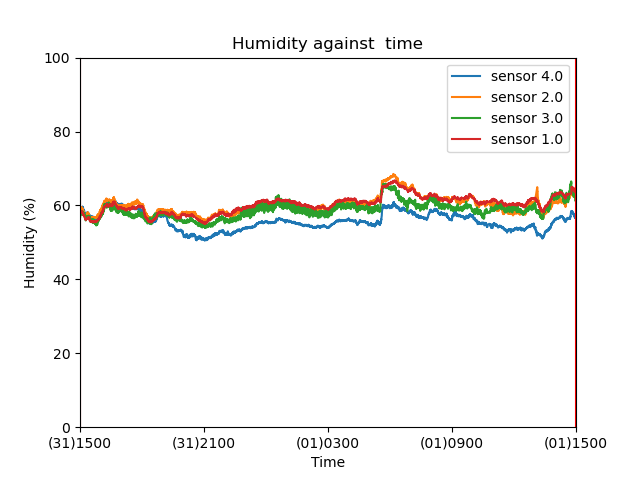 Humidity against  time
100
80
60
40
20
0
Humidity (%)
sensor 4.0
sensor 2.0
sensor 3.0
sensor 1.0
(31)1500
(31)2100
(01)0300
(01)0900
(01)1500
Time